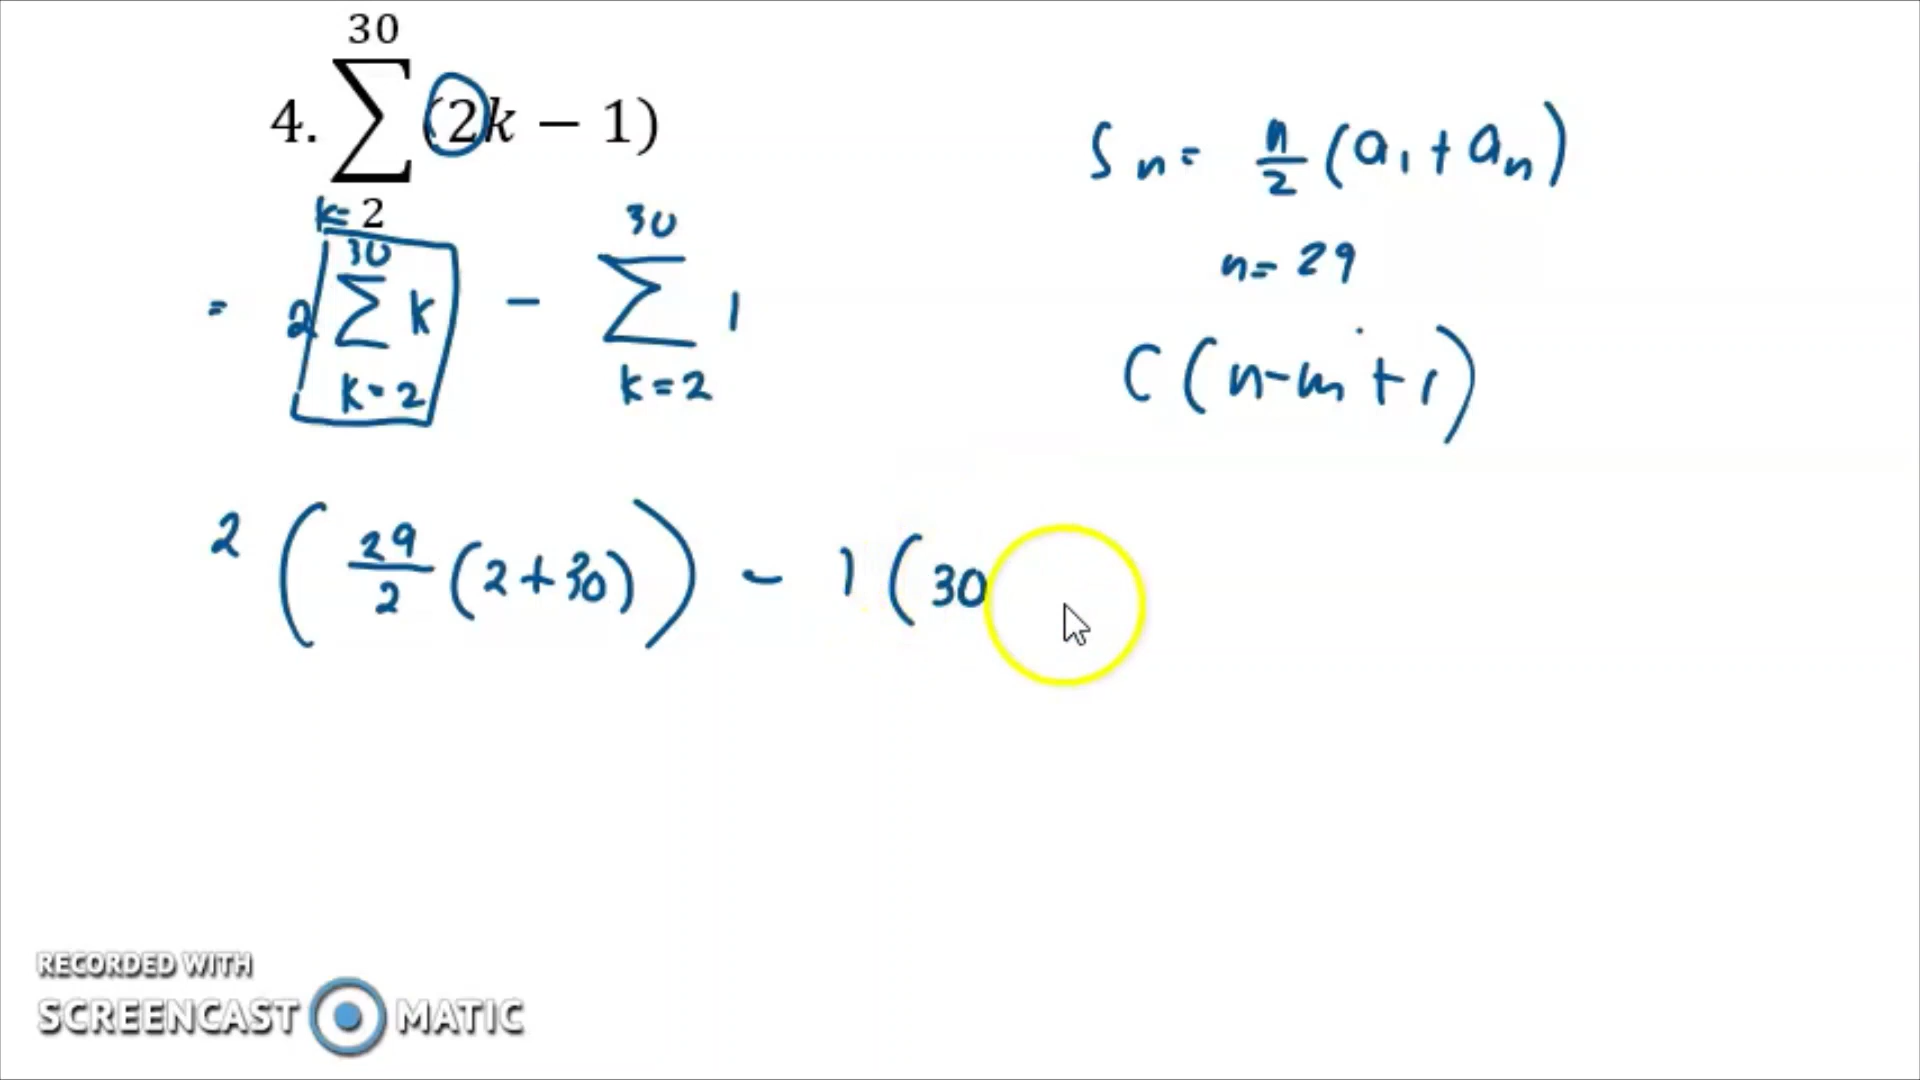 30
4. ∑ (2k − 1)
k= 2
= 2 30 ∑ k k=2 − 30 ∑ 1 k=2
Sn = n/2 (a1 + an)
n= 29
C(n-m+1)
2 ( 29/2 (2+30) ) - 1 (30
RECORDED WITH
SCREENCAST MATIC